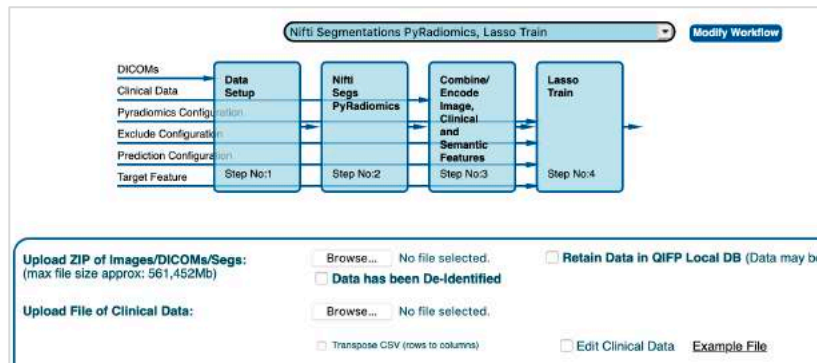 Nifti Segmentations PyRadiomics, Lasso Train
Modify Workflow
DICOMs
Clinical Data
Pyradiomics Configuration
Exclude Configuration
Prediction Configuration
Target Feature
Data
Setup
Step No:1
Nifti
Segs
PyRadiomics
Step No:2
Combine/
Encode
Image,
Clinical
and
Semantic
Features
Step No:3
Lasso
Train
Step No:4
Upload ZIP of Images/DICOMs/Segs:
(max file size approx: 561,452Mb)
Browse... No file selected.
Retain Data in QIFP Local DB (Data may be
Data has been De-Identified
Upload File of Clinical Data:
Browse... No file selected.
Transpose CSV (rows to columns)
Edit Clinical Data Example File